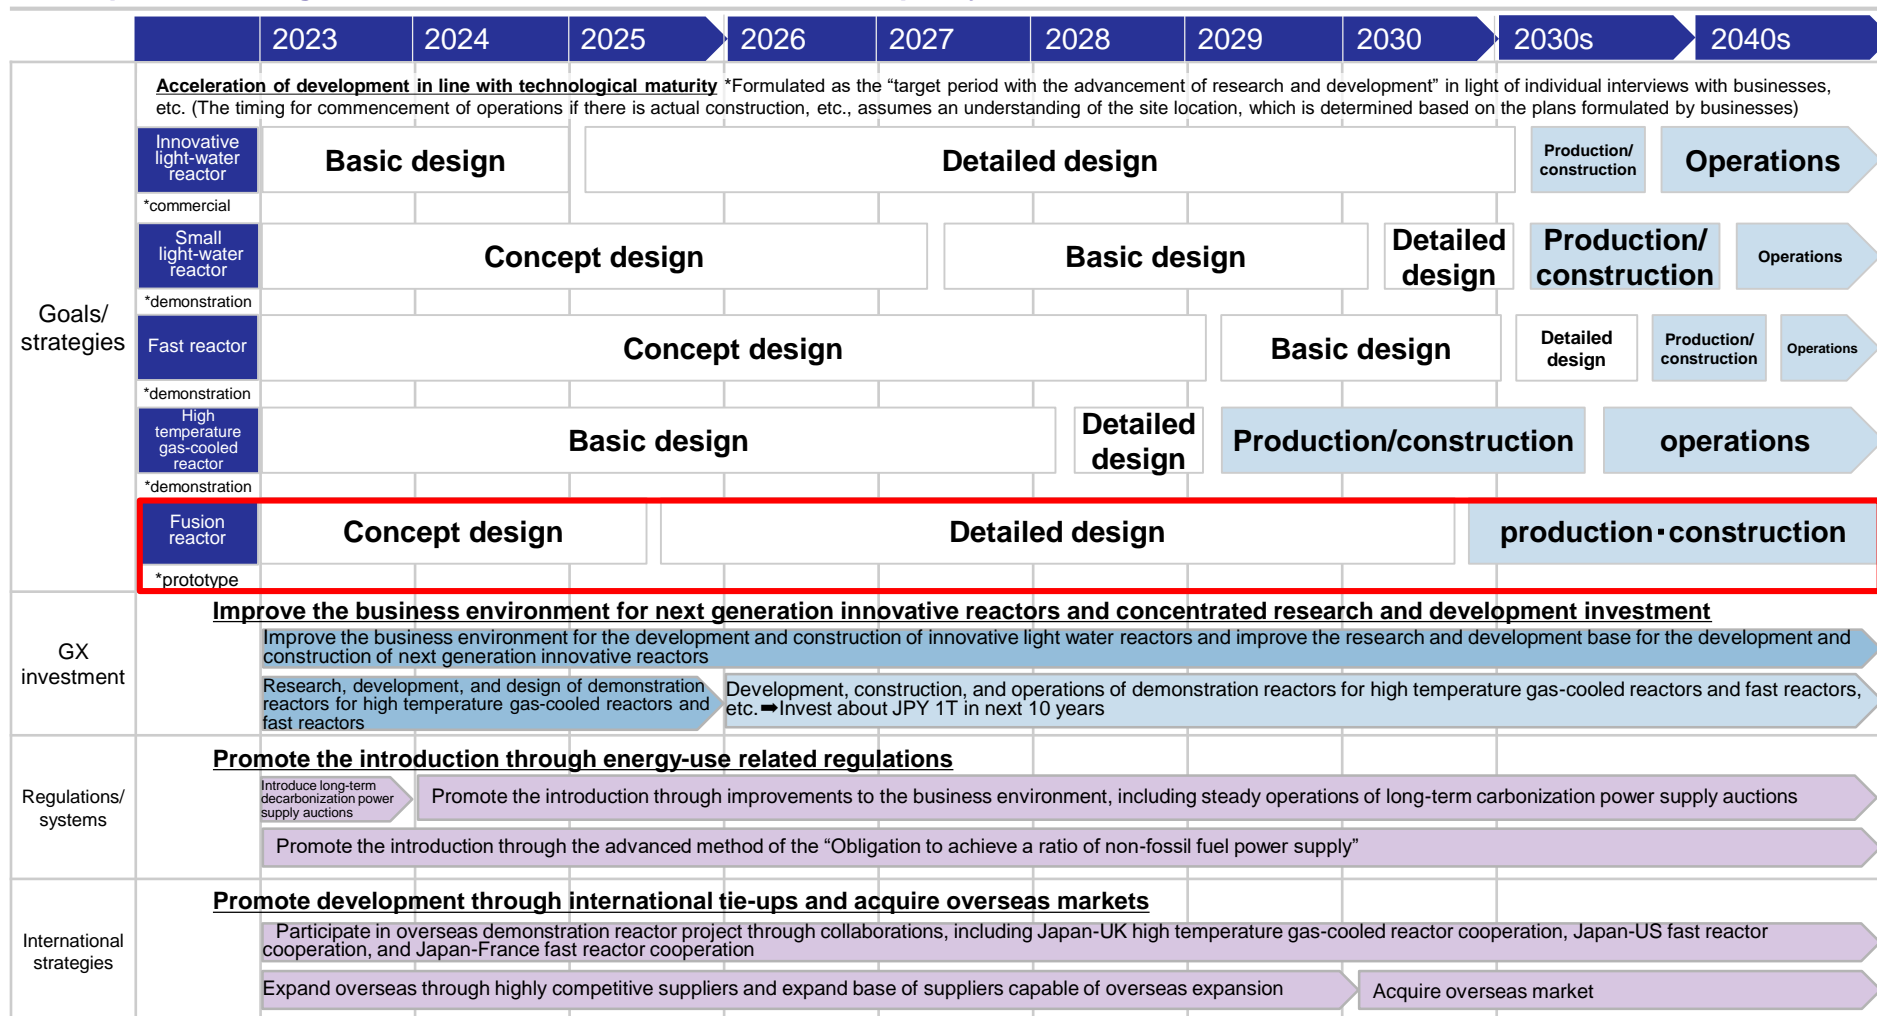 2023 2024 2025 2026 2027 2028 2029 2030 2030s 2040s
Goals/
strategies
Acceleration of development in line with technological maturity *Formulated as the “target period with the advancement of research and development” in light of individual interviews with businesses,
etc. (The timing for commencement of operations if there is actual construction, etc., assumes an understanding of the site location, which is determined based on the plans formulated by businesses)
Innovative
light-water
reactor
*commercial
Basic design
Detailed design
Production/
construction
Operations
Small
light-water
reactor
*demonstration
Concept design
Basic design
Detailed
design
Production/
construction
Operations
Fast reactor
*demonstration
Concept design
Basic design
Detailed
design
Production/
construction
Operations
High
temperature
gas-cooled
reactor
*demonstration
Basic design
Detailed
design
Production/construction
operations
Fusion
reactor
*prototype
Concept design
Detailed design
production・construction
GX
investment
Improve the business environment for next generation innovative reactors and concentrated research and development investment
Improve the business environment for the development and construction of innovative light water reactors and improve the research and development base for the development and
construction of next generation innovative reactors
Research, development, and design of demonstration
reactors for high temperature gas-cooled reactors and
fast reactors
Development, construction, and operations of demonstration reactors for high temperature gas-cooled reactors and fast reactors,
etc.➡Invest about JPY 1T in next 10 years
Regulations/
systems
Promote the introduction through energy-use related regulations
Introduce long-term
decarbonization power
supply auctions
Promote the introduction through improvements to the business environment, including steady operations of long-term carbonization power supply auctions
Promote the introduction through the advanced method of the “Obligation to achieve a ratio of non-fossil fuel power supply”
International
strategies
Promote development through international tie-ups and acquire overseas markets
Participate in overseas demonstration reactor project through collaborations, including Japan-UK high temperature gas-cooled reactor cooperation, Japan-US fast reactor
cooperation, and Japan-France fast reactor cooperation
Expand overseas through highly competitive suppliers and expand base of suppliers capable of overseas expansion
Acquire overseas market